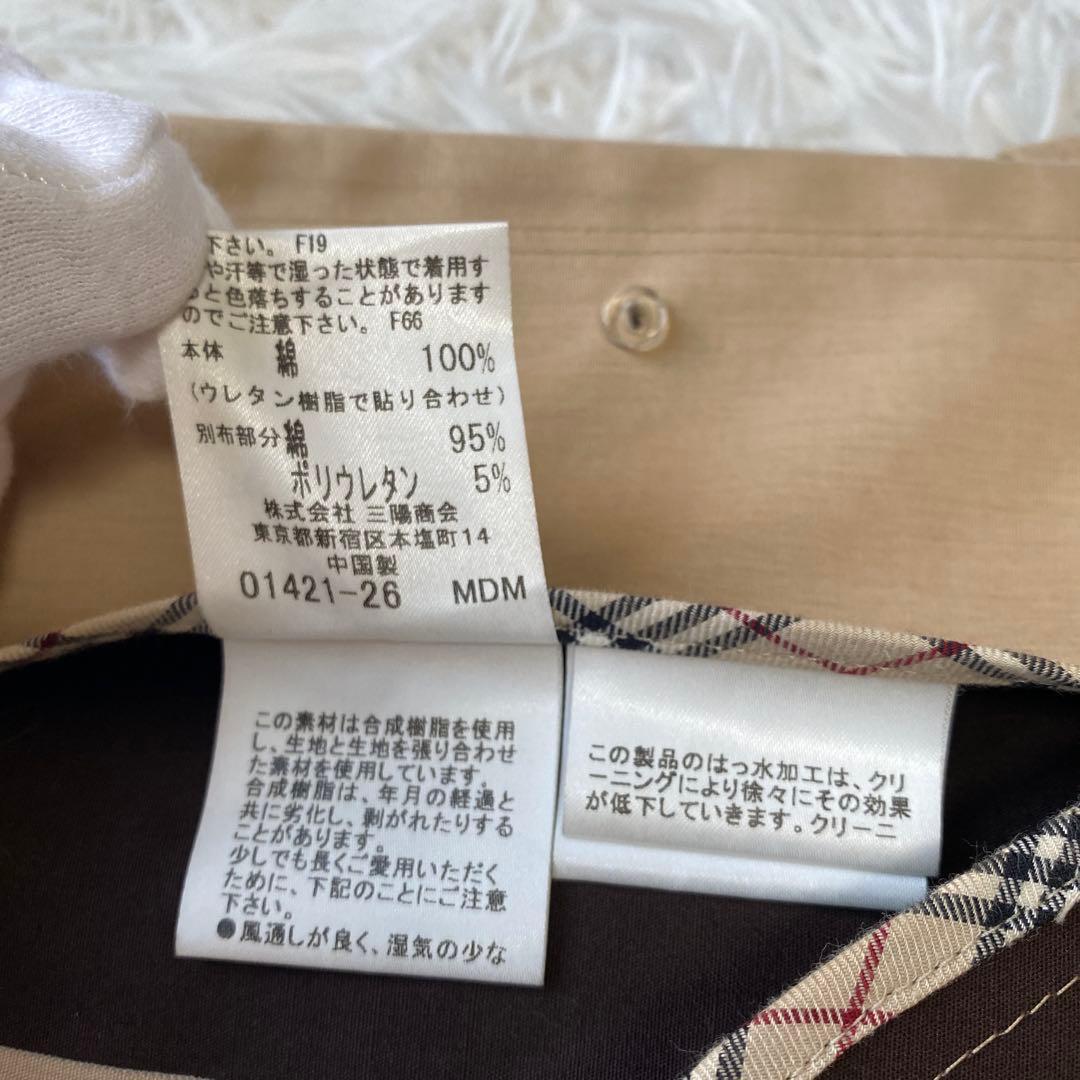 下さい。 F19
や汗等で湿った状態で着用す
ると色落ちすることがあります
のでご注意下さい。 F66
本体 綿 100%
(ウレタン樹脂で貼り合わせ)
別布部分 綿 95%
ポリウレタン 5%
株式会社 三陽商会
東京都新宿区本塩町14
中国製
01421-26 MDM
この素材は合成樹脂を使用
し、生地と生地を張り合わせ
た素材を使用しています。
合成樹脂は、年月の経過と
共に劣化し、剥がれたりする
ことがあります。
少しでも長くご愛用いただく
ために、下記のことにご注意
下さい。
●風通しが良く、湿気の少な
この製品のはっ水加工は、クリ
ーニングにより徐々にその効果
が低下していきます。クリーニ